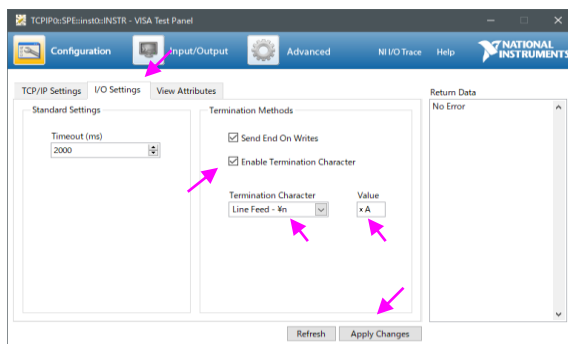 TCPIP0::SPE::inst0::INSTR - VISA Test Panel
Configuration
Input/Output
Advanced
NI I/O Trace
Help
NATIONAL
INSTRUMENTS
TCP/IP Settings
I/O Settings
View Attributes
Return Data
Standard Settings
Termination Methods
No Error
Timeout (ms)
2000
Send End On Writes
Enable Termination Character
Termination Character
Value
Line Feed - ¥n
×A
Refresh
Apply Changes